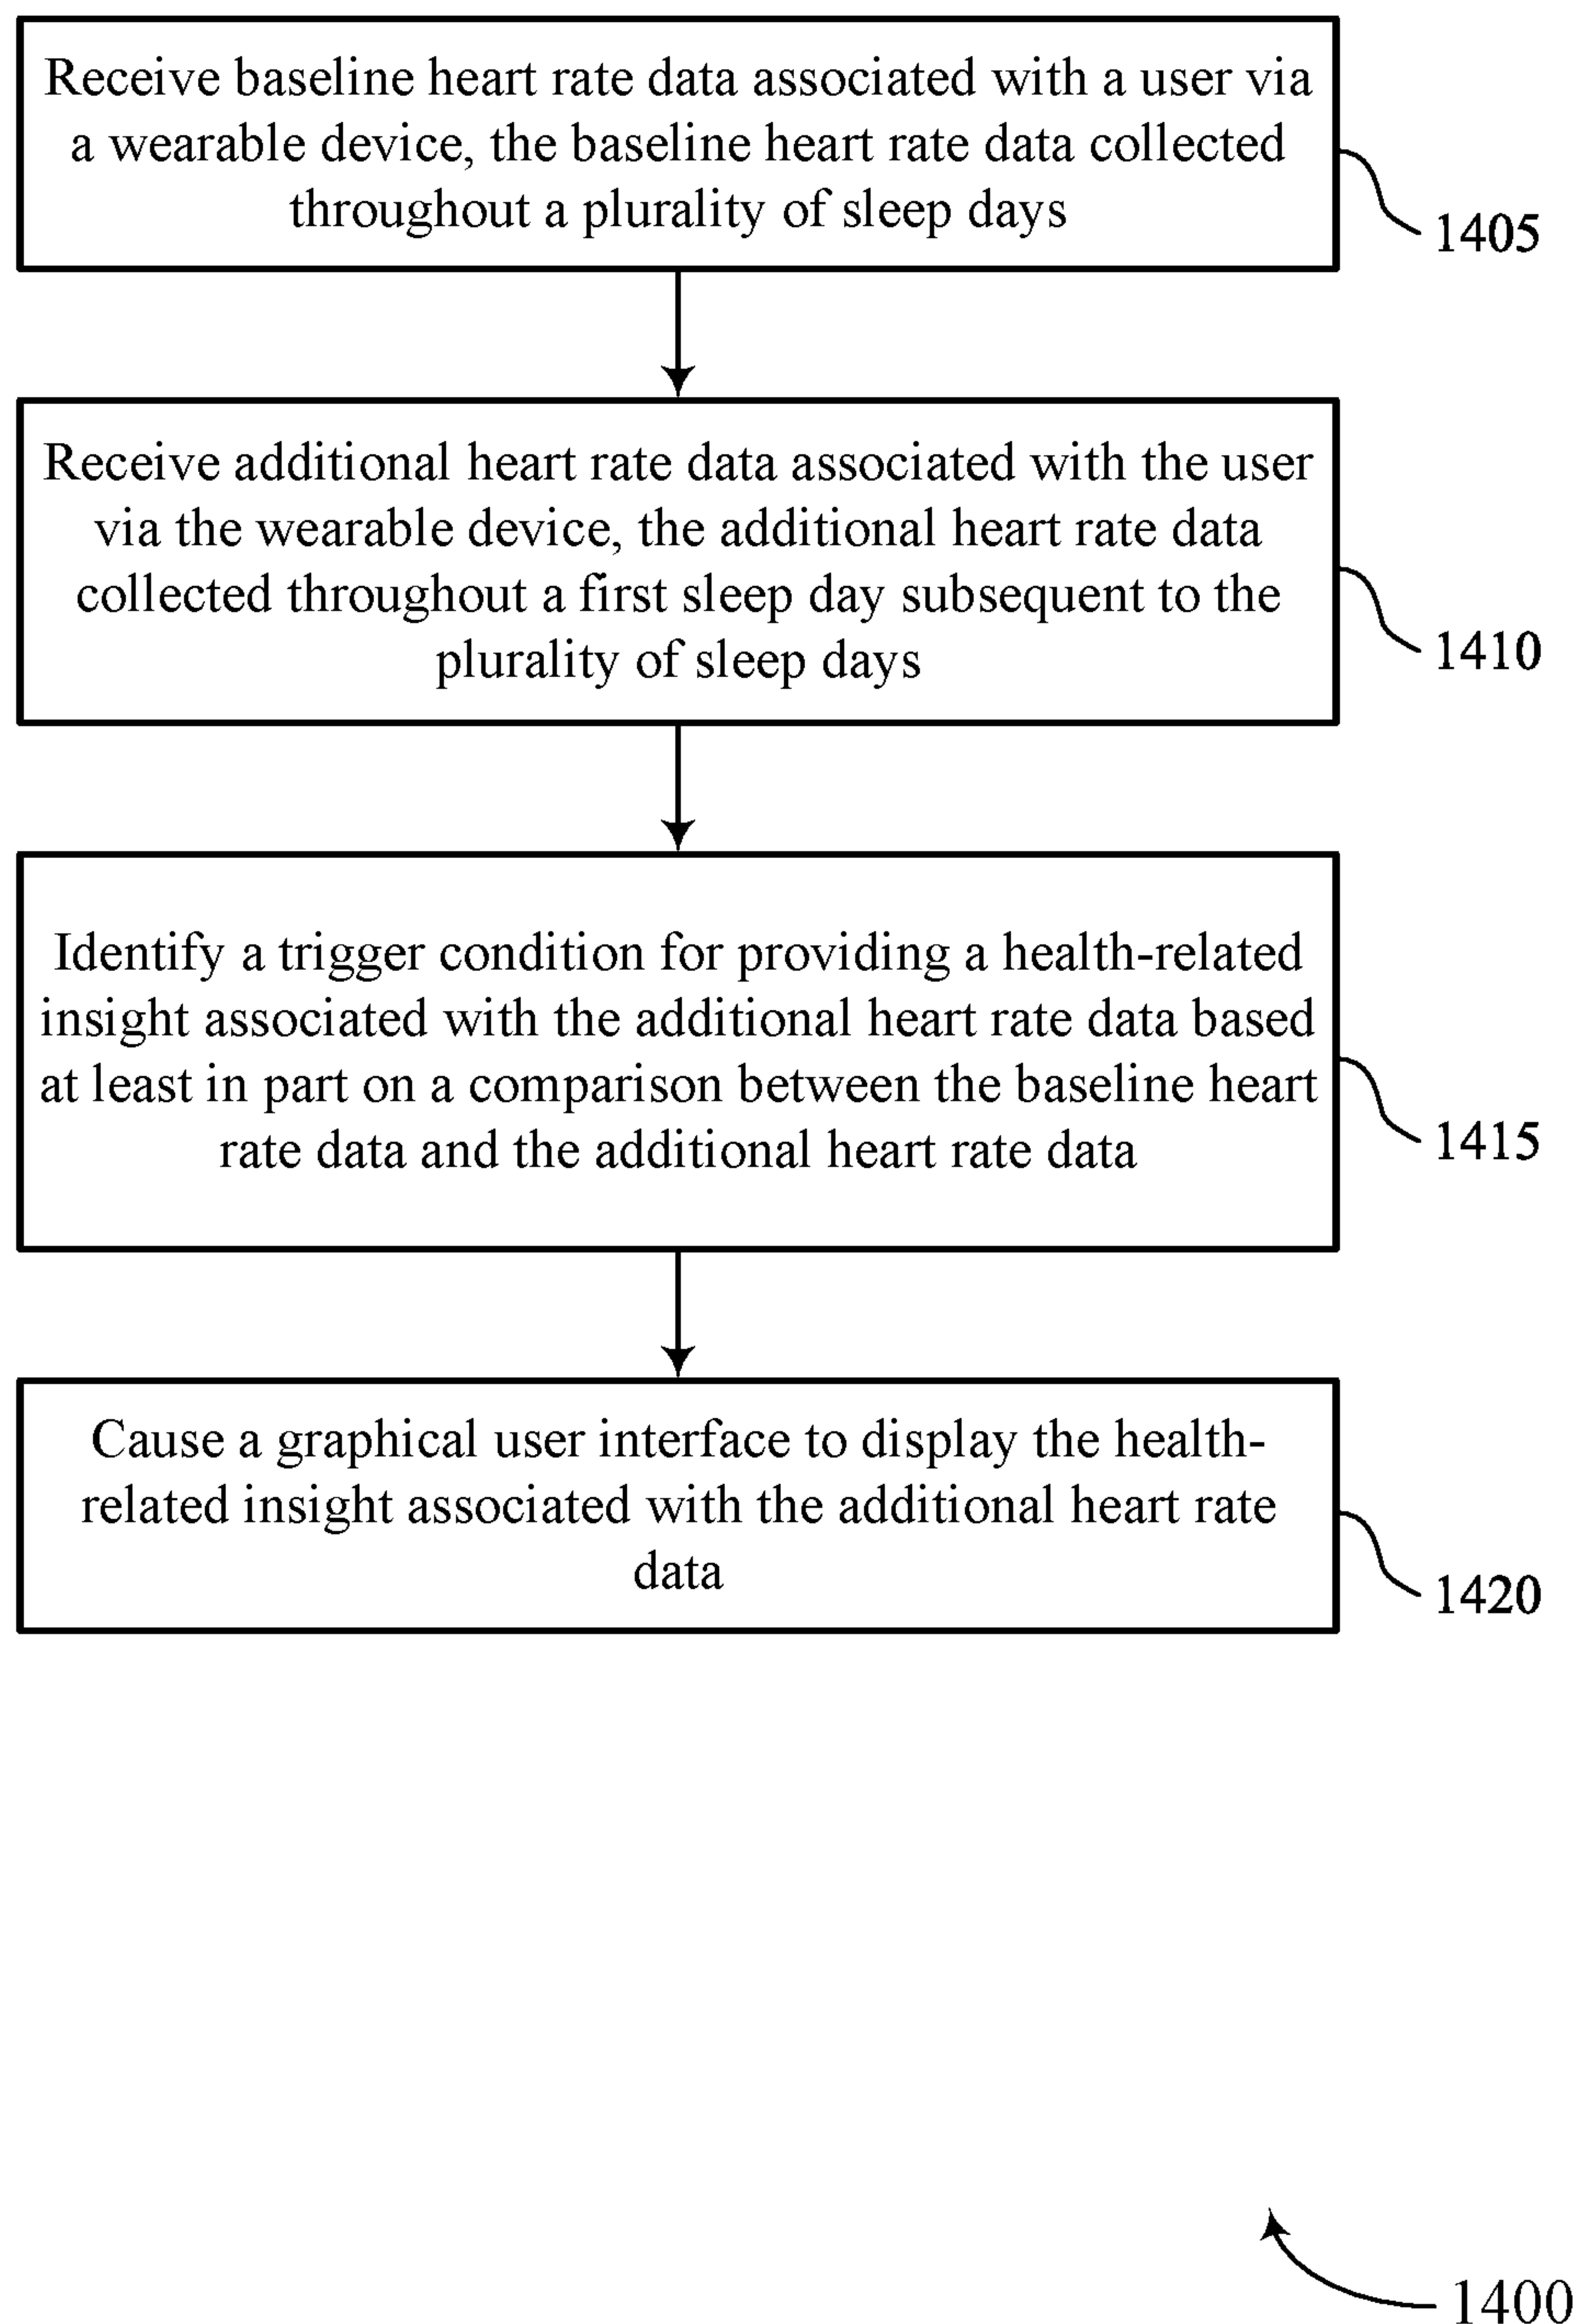 Receive baseline heart rate data associated with a user via
a wearable device, the baseline heart rate data collected
throughout a plurality of sleep days
1405
Receive additional heart rate data associated with the user
via the wearable device, the additional heart rate data
collected throughout a first sleep day subsequent to the
plurality of sleep days
1410
Identify a trigger condition for providing a health-related
insight associated with the additional heart rate data based
at least in part on a comparison between the baseline heart
rate data and the additional heart rate data
1415
Cause a graphical user interface to display the health-
related insight associated with the additional heart rate
data
1420
1400